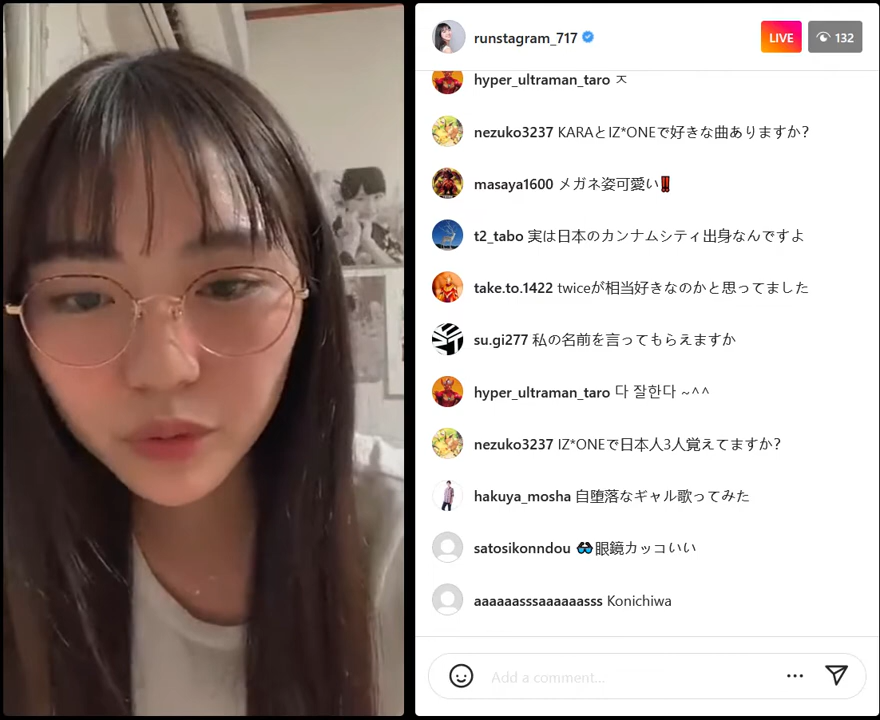 runstagram_717
LIVE
132
hyper_ultraman_taro ㅈ
nezuko3237 KARAとIZ*ONEで好きな曲ありますか?
masaya1600 メガネ姿可愛い‼️
t2_tabo 実は日本のカンナムシティ出身なんですよ
take.to.1422 twiceが相当好きなのかと思ってました
su.gi277 私の名前を言ってもらえますか
hyper_ultraman_taro 다 잘한다 ~^^
nezuko3237 IZ*ONEで日本人3人覚えてますか?
hakuya_mosha 自堕落なギャル歌ってみた
satosikonndou 眼鏡カッコいい
aaaaaasssaaaaaasss Konichiwa
Add a comment...